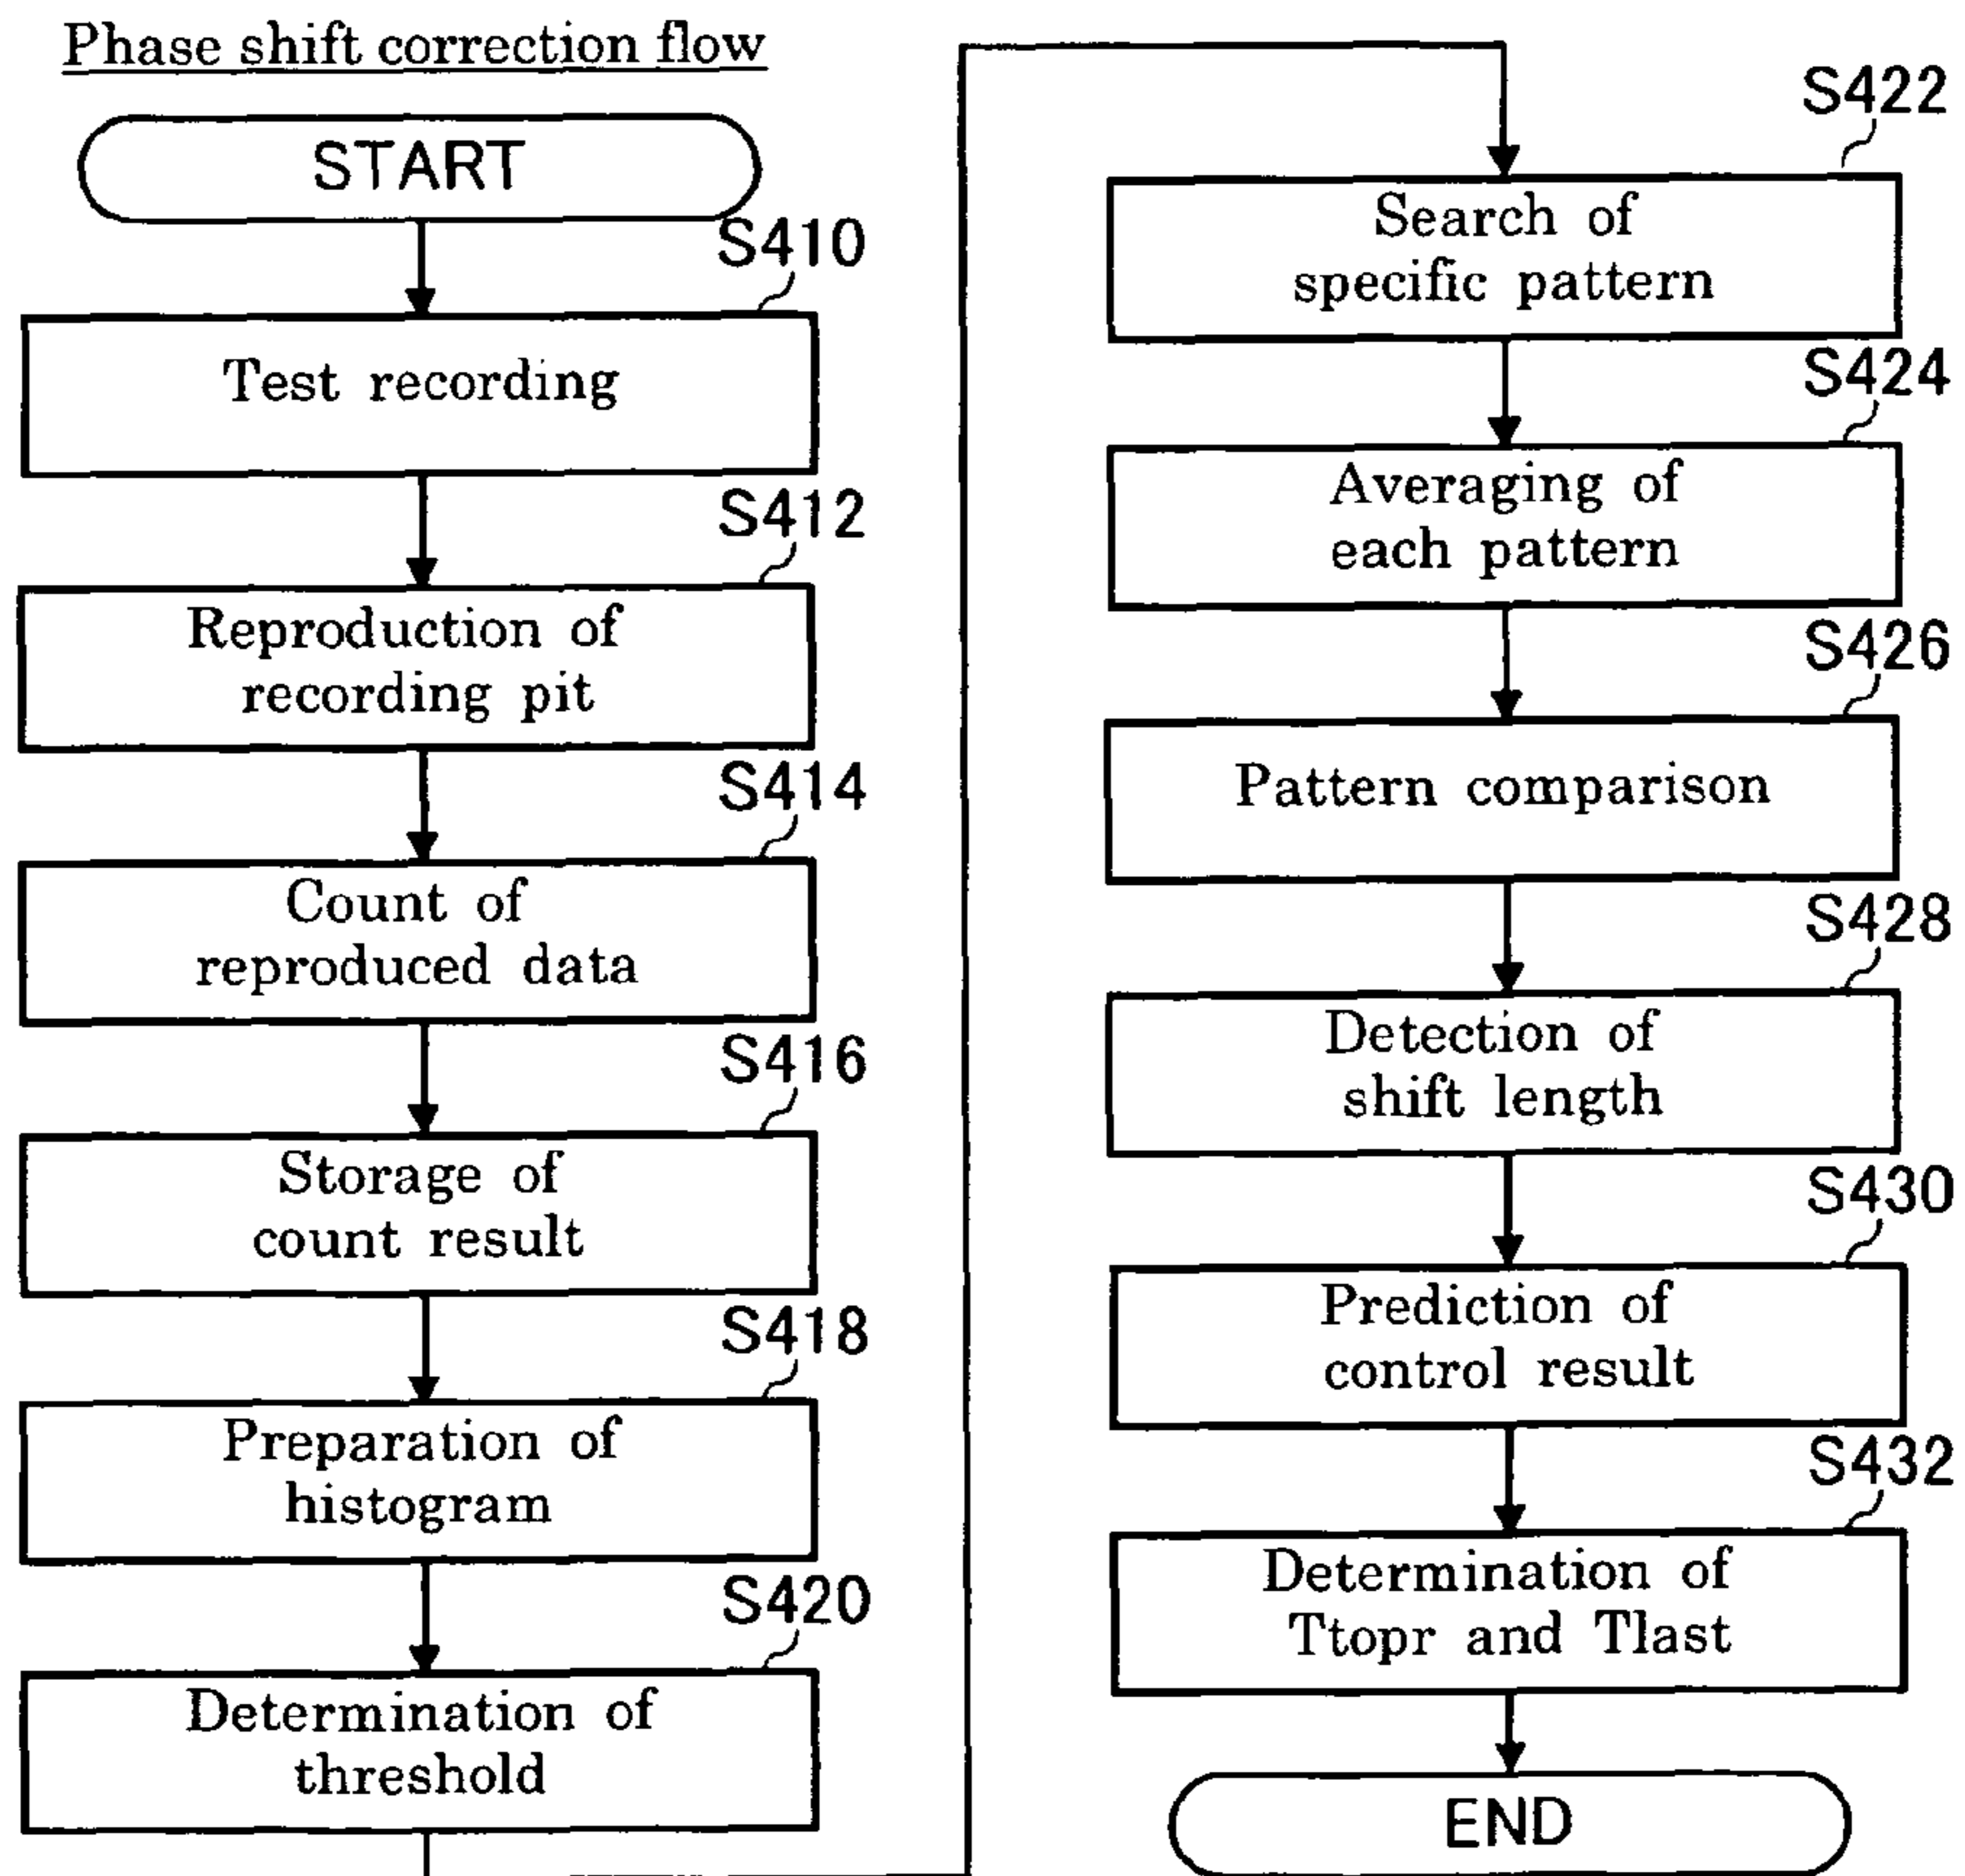 Phase shift correction flow
START
S410
Test recording
S412
Reproduction of
recording pit
S414
Count of
reproduced data
S416
Storage of
count result
S418
Preparation of
histogram
S420
Determination of
threshold
S422
Search of
specific pattern
S424
Averaging of
each pattern
S426
Pattern comparison
S428
Detection of
shift length
S430
Prediction of
control result
S432
Determination of
Ttopr and Tlast
END